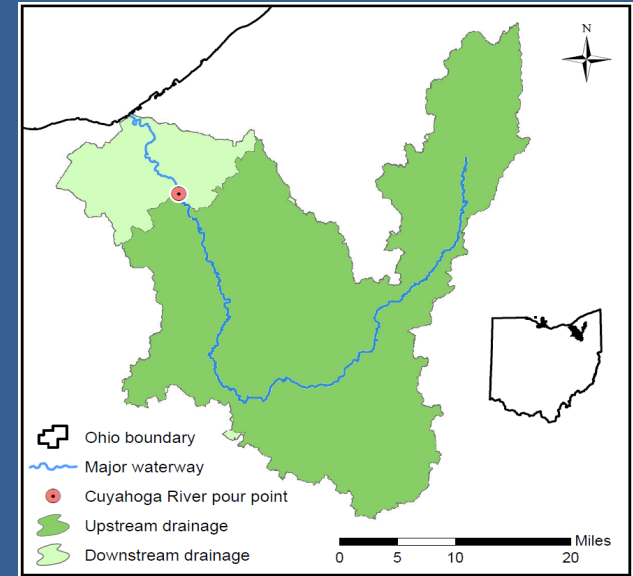 N
Ohio boundary
Major waterway
Cuyahoga River pour point
Upstream drainage
Downstream drainage
Miles
0 5 10 20